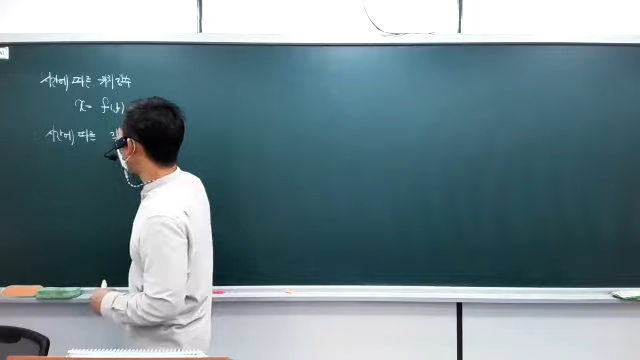 시간에 따른 위치 함수
x = f(t)
시간에 따른